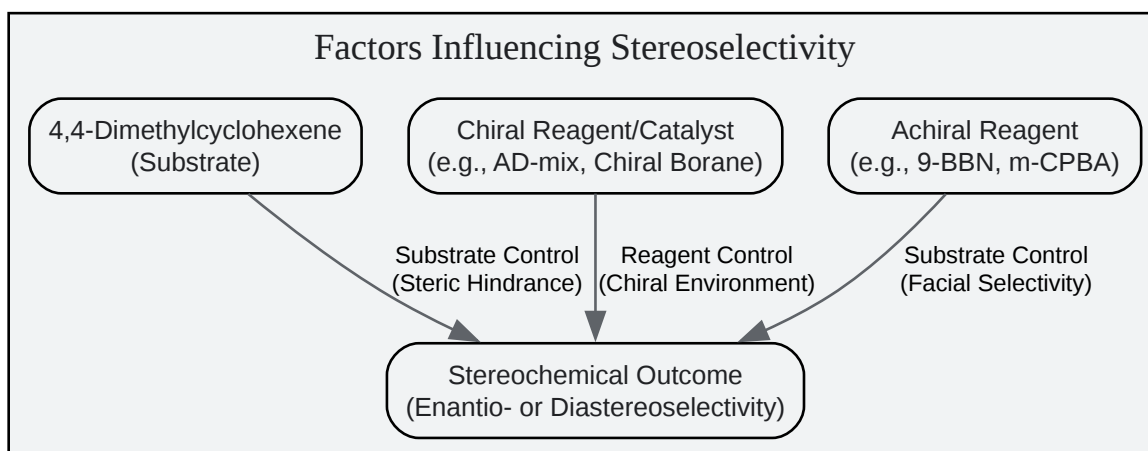 Factors Influencing Stereoselectivity
4,4-Dimethylcyclohexene
(Substrate)
Chiral Reagent/Catalyst
(e.g., AD-mix, Chiral Borane)
Achiral Reagent
(e.g., 9-BBN, m-CPBA)
Substrate Control
(Steric Hindrance)
Reagent Control
(Chiral Environment)
Substrate Control
(Facial Selectivity)
Stereochemical Outcome
(Enantio- or Diastereoselectivity)